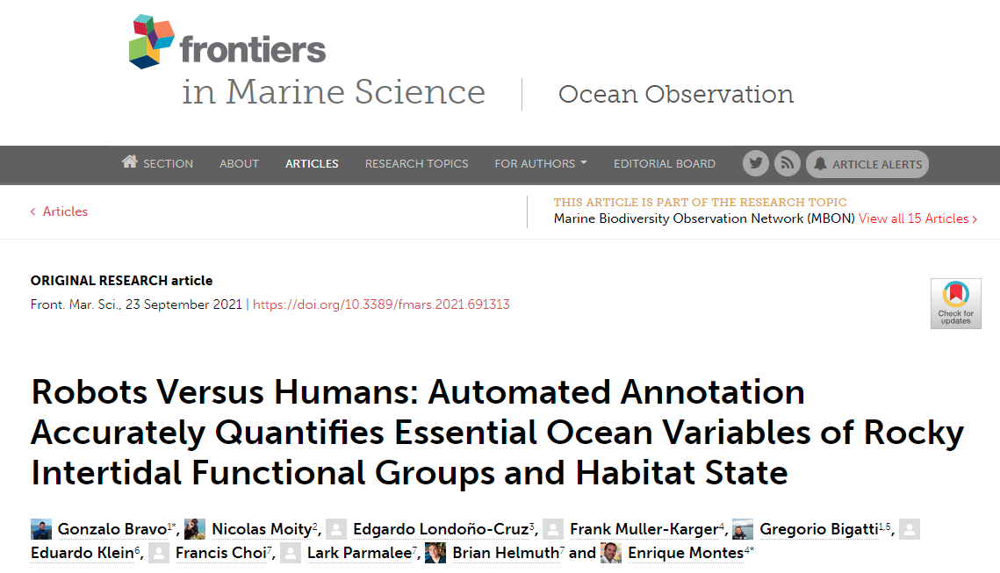 frontiers
in Marine Science
Ocean Observation
SECTION ABOUT ARTICLES RESEARCH TOPICS FOR AUTHORS EDITORIAL BOARD ARTICLE ALERTS
‹ Articles
THIS ARTICLE IS PART OF THE RESEARCH TOPIC
Marine Biodiversity Observation Network (MBON) View all 15 Articles ›
ORIGINAL RESEARCH article
Front. Mar. Sci., 23 September 2021 | https://doi.org/10.3389/fmars.2021.691313
Check for
updates
Robots Versus Humans: Automated Annotation
Accurately Quantifies Essential Ocean Variables of Rocky
Intertidal Functional Groups and Habitat State
Gonzalo Bravo1*, Nicolas Moity2, Edgardo Londoño-Cruz3, Frank Muller-Karger4, Gregorio Bigatti1,5,
Eduardo Klein6, Francis Choi7, Lark Parmalee7, Brian Helmuth7 and Enrique Montes4*